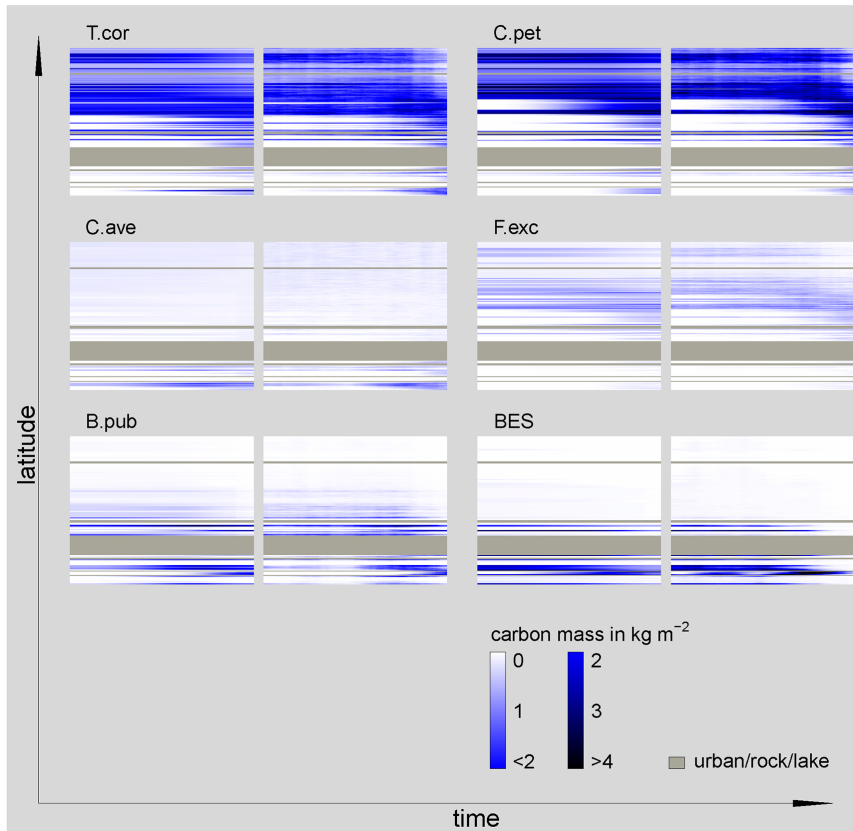 T.cor
C.pet
C.ave
F.exc
B.pub
BES
latitude
carbon mass in kg m⁻²
0
2
1
3
<2
>4
urban/rock/lake
time